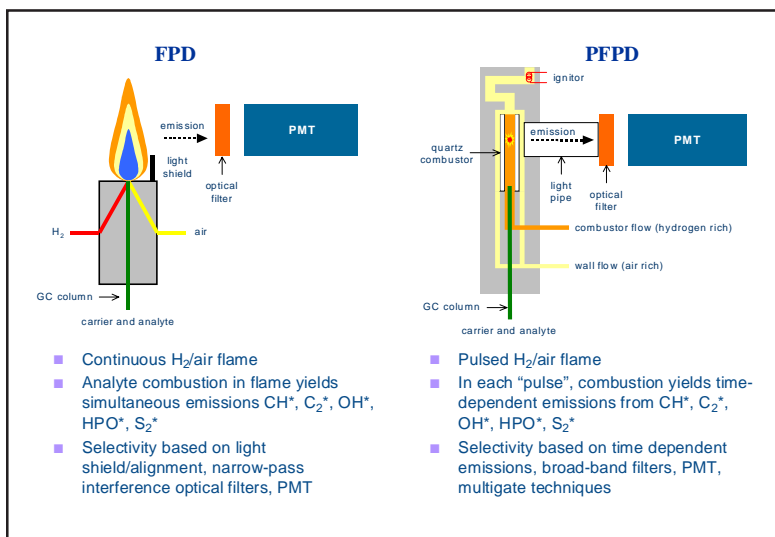 FPD
emission
PMT
light
shield
optical
filter
H2
air
GC column
carrier and analyte
Continuous H2/air flame
Analyte combustion in flame yields
simultaneous emissions CH*, C2*, OH*,
HPO*, S2*
Selectivity based on light
shield/alignment, narrow-pass
interference optical filters, PMT
PFPD
ignitor
emission
PMT
quartz
combustor
light
pipe
optical
filter
combustor flow (hydrogen rich)
wall flow (air rich)
GC column
carrier and analyte
Pulsed H2/air flame
In each “pulse”, combustion yields time-
dependent emissions from CH*, C2*,
OH*, HPO*, S2*
Selectivity based on time dependent
emissions, broad-band filters, PMT,
multigate techniques